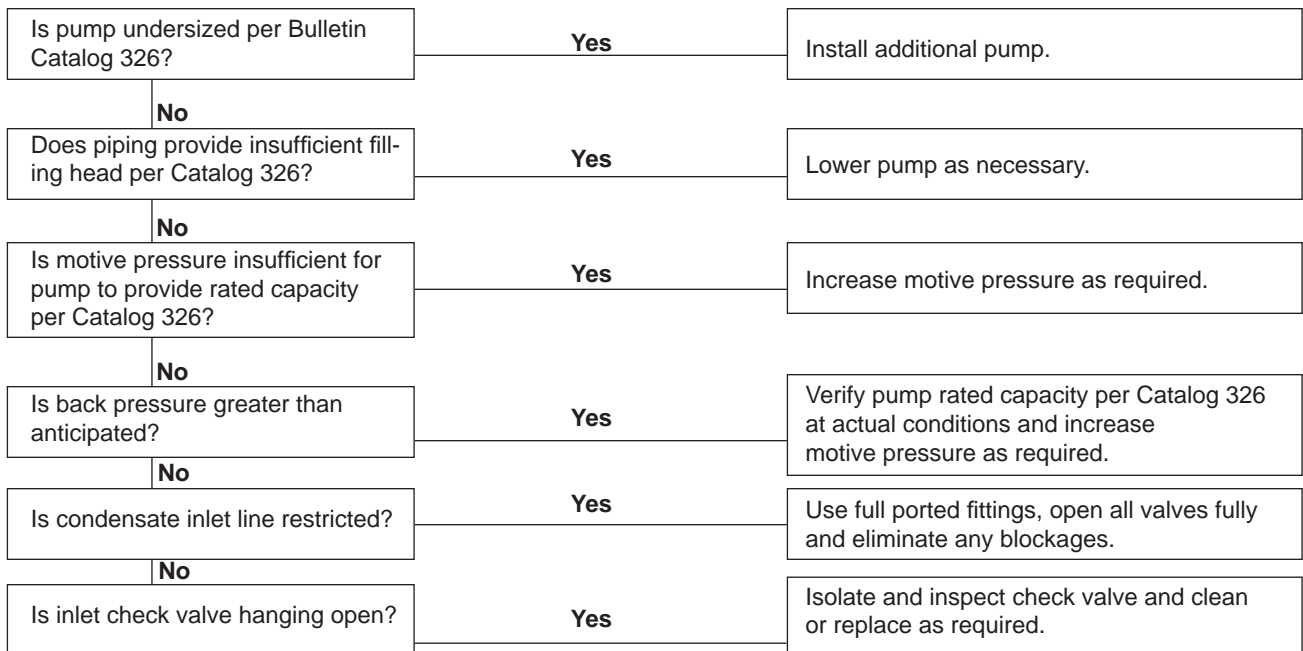 Is pump undersized per Bulletin
Catalog 326?
Yes
Install additional pump.
No
Does piping provide insufficient fill-
ing head per Catalog 326?
Yes
Lower pump as necessary.
No
Is motive pressure insufficient for
pump to provide rated capacity
per Catalog 326?
Yes
Increase motive pressure as required.
No
Is back pressure greater than
anticipated?
Yes
Verify pump rated capacity per Catalog 326
at actual conditions and increase
motive pressure as required.
No
Is condensate inlet line restricted?
Yes
Use full ported fittings, open all valves fully
and eliminate any blockages.
No
Is inlet check valve hanging open?
Yes
Isolate and inspect check valve and clean
or replace as required.